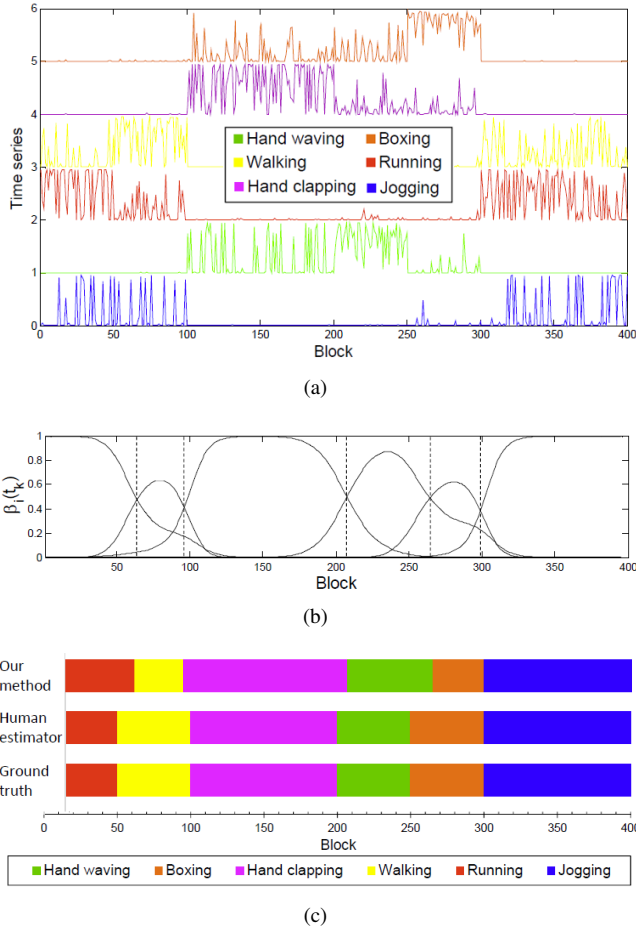 6
5
4
3
2
1
0
Time series
Hand waving Boxing
Walking Running
Hand clapping Jogging
0 50 100 150 200 250 300 350 400
Block
(a)
1
0.8
0.6
0.4
0.2
0
βi(tk)
50 100 150 200 250 300 350 400
Block
(b)
Our
method
Human
estimator
Ground
truth
0 50 100 150 200 250 300 350 400
Block
Hand waving Boxing Hand clapping Walking Running Jogging
(c)